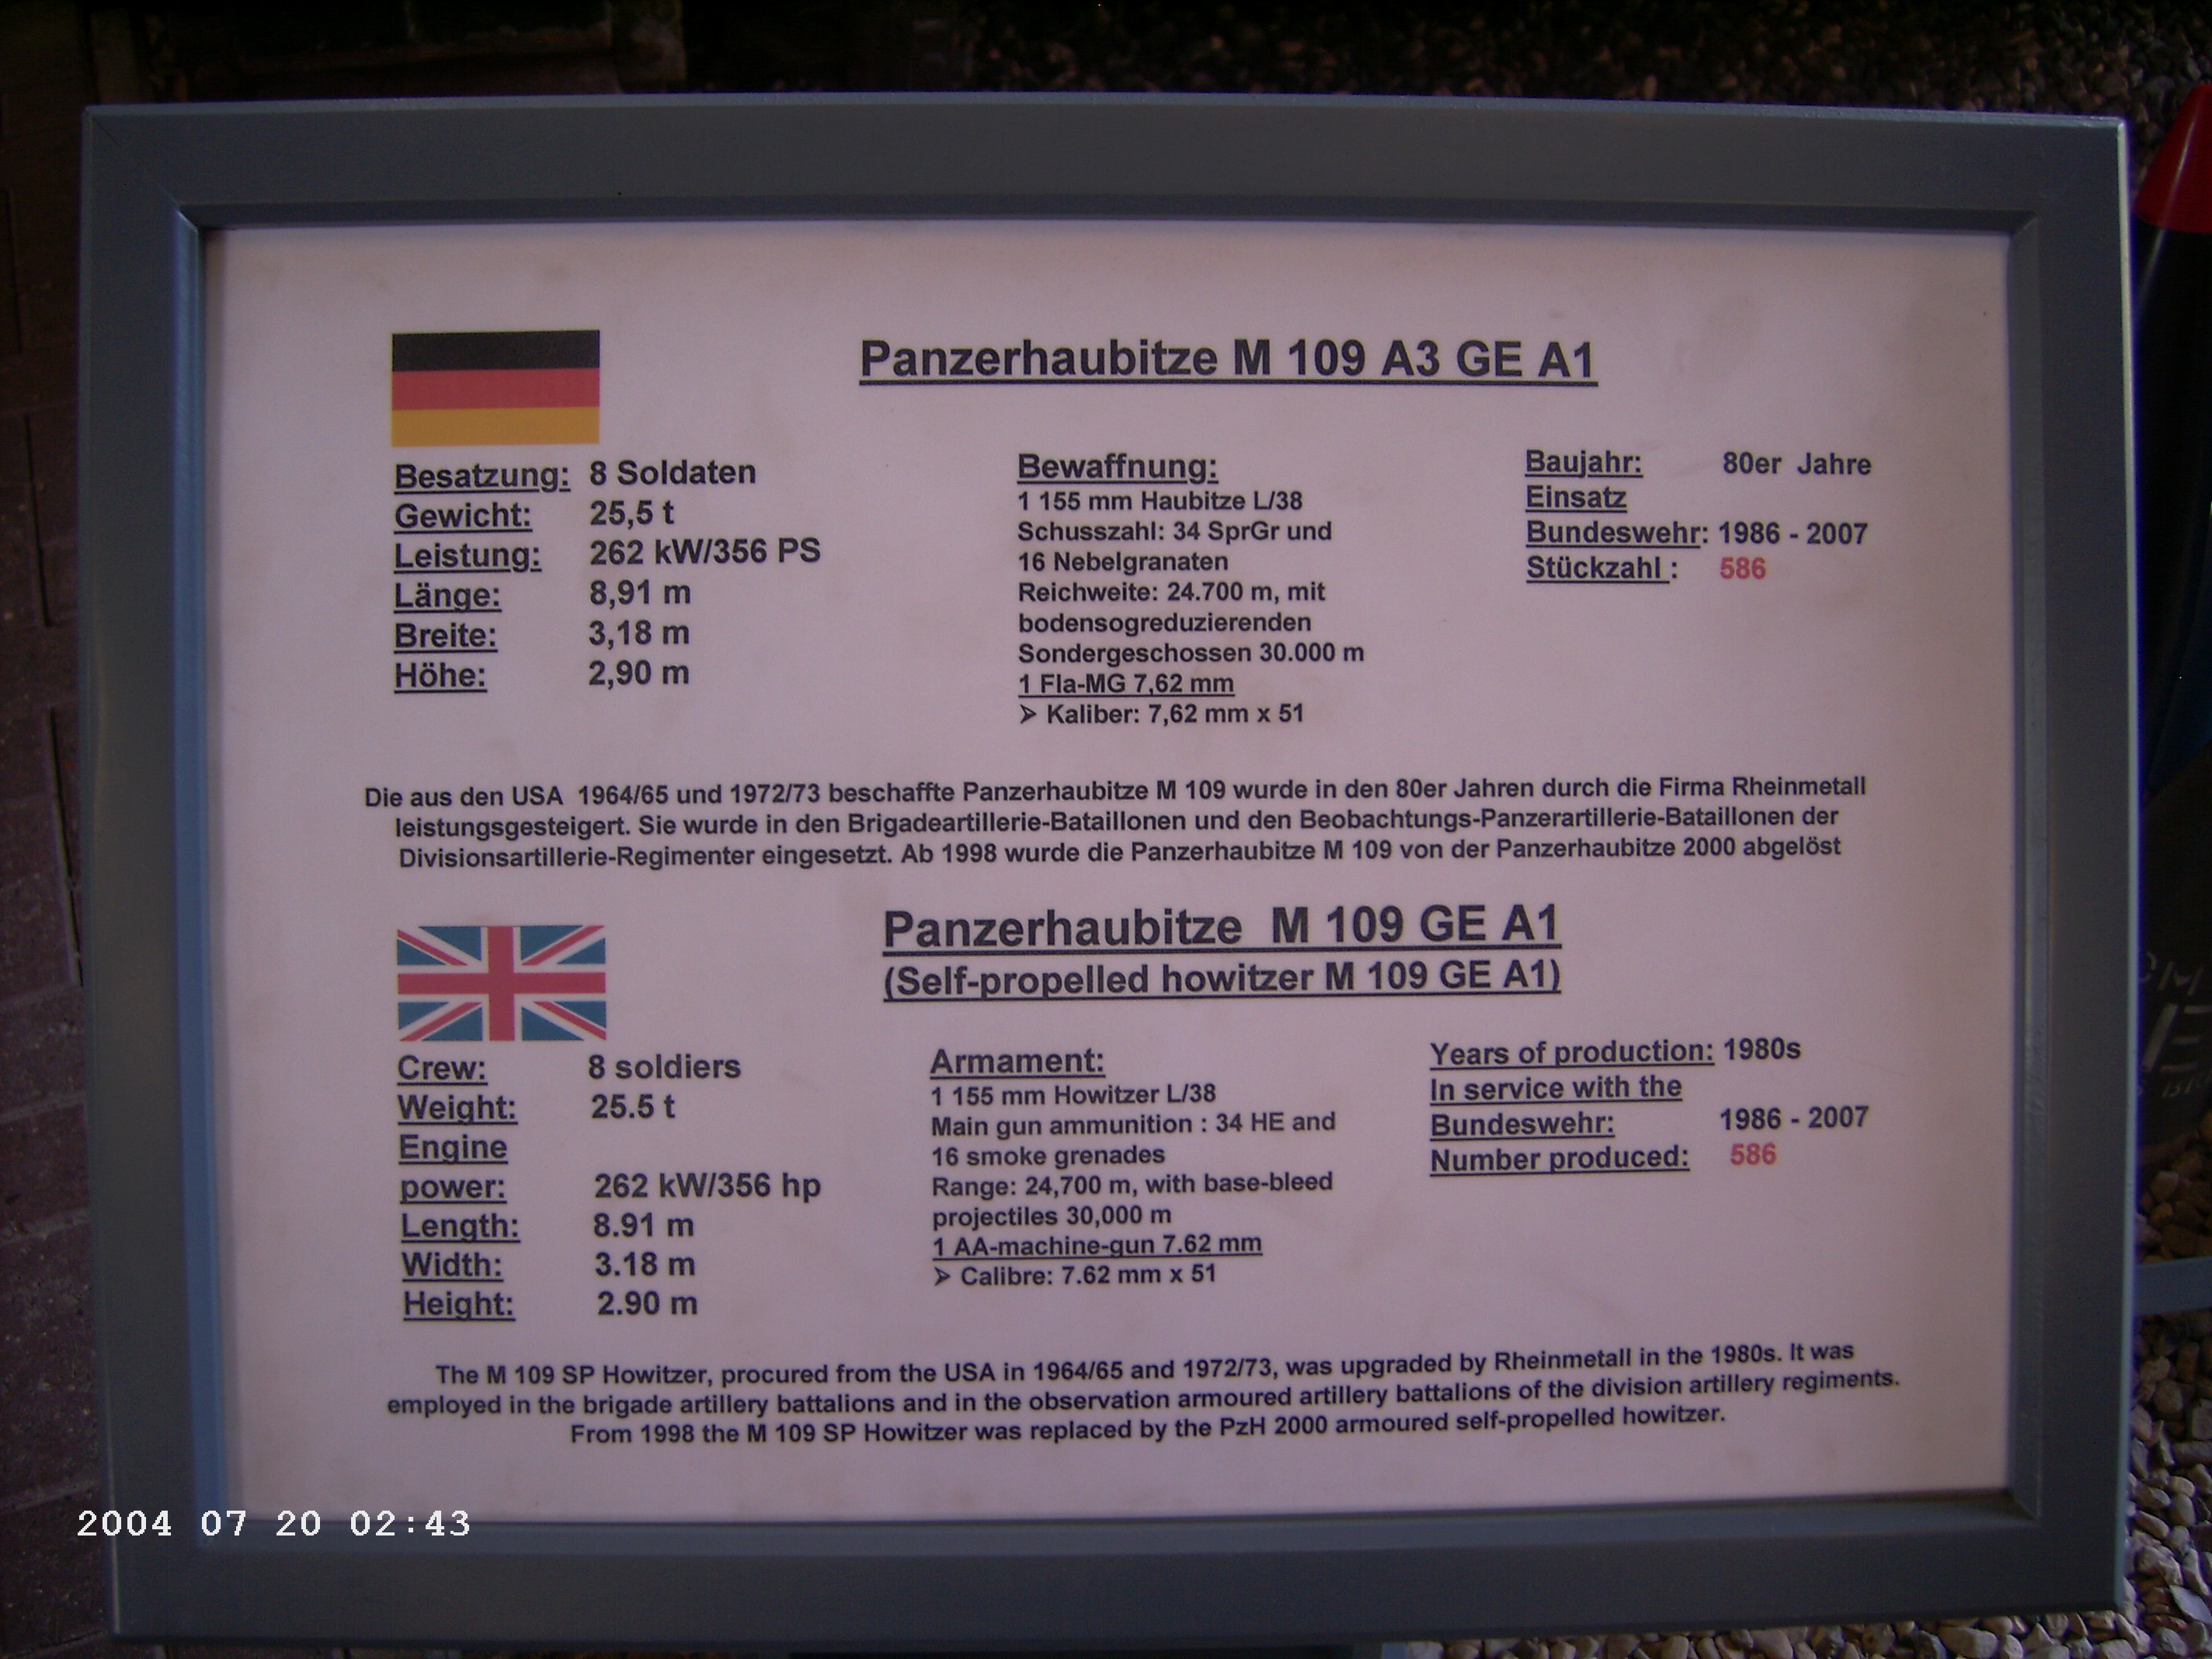 Panzerhaubitze M 109 A3 GE A1
Besatzung: 8 Soldaten
Gewicht: 25,5 t
Leistung: 262 kW/356 PS
Länge: 8,91 m
Breite: 3,18 m
Höhe: 2,90 m
Bewaffnung:
1 155 mm Haubitze L/38
Schusszahl: 34 SprGr und
16 Nebelgranaten
Reichweite: 24.700 m, mit
bodensogreduzierenden
Sondergeschossen 30.000 m
1 Fla-MG 7,62 mm
➢ Kaliber: 7,62 mm x 51
Baujahr: 80er Jahre
Einsatz
Bundeswehr: 1986 - 2007
Stückzahl : 586
Die aus den USA 1964/65 und 1972/73 beschaffte Panzerhaubitze M 109 wurde in den 80er Jahren durch die Firma Rheinmetall
leistungsgesteigert. Sie wurde in den Brigadeartillerie-Bataillonen und den Beobachtungs-Panzerartillerie-Bataillonen der
Divisionsartillerie-Regimenter eingesetzt. Ab 1998 wurde die Panzerhaubitze M 109 von der Panzerhaubitze 2000 abgelöst
Panzerhaubitze M 109 GE A1
(Self-propelled howitzer M 109 GE A1)
Crew: 8 soldiers
Weight: 25.5 t
Engine
power: 262 kW/356 hp
Length: 8.91 m
Width: 3.18 m
Height: 2.90 m
Armament:
1 155 mm Howitzer L/38
Main gun ammunition : 34 HE and
16 smoke grenades
Range: 24,700 m, with base-bleed
projectiles 30,000 m
1 AA-machine-gun 7.62 mm
➢ Calibre: 7.62 mm x 51
Years of production: 1980s
In service with the
Bundeswehr: 1986 - 2007
Number produced: 586
The M 109 SP Howitzer, procured from the USA in 1964/65 and 1972/73, was upgraded by Rheinmetall in the 1980s. It was
employed in the brigade artillery battalions and in the observation armoured artillery battalions of the division artillery regiments.
From 1998 the M 109 SP Howitzer was replaced by the PzH 2000 armoured self-propelled howitzer.
2004 07 20 02:43